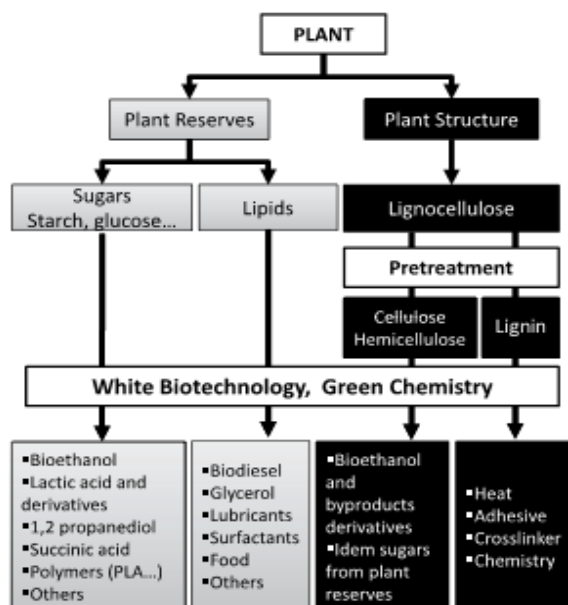 PLANT
Plant Reserves
Plant Structure
Sugars
Starch, glucose...
Lipids
Lignocellulose
Pretreatment
Cellulose
Hemicellulose
Lignin
White Biotechnology, Green Chemistry
▪Bioethanol
▪Lactic acid and
derivatives
▪1,2 propanediol
▪Succinic acid
▪Polymers (PLA...)
▪Others
▪Biodiesel
▪Glycerol
▪Lubricants
▪Surfactants
▪Food
▪Others
▪Bioethanol
and
byproducts
derivatives
▪Idem sugars
from plant
reserves
▪Heat
▪Adhesive
▪Crosslinker
▪Chemistry